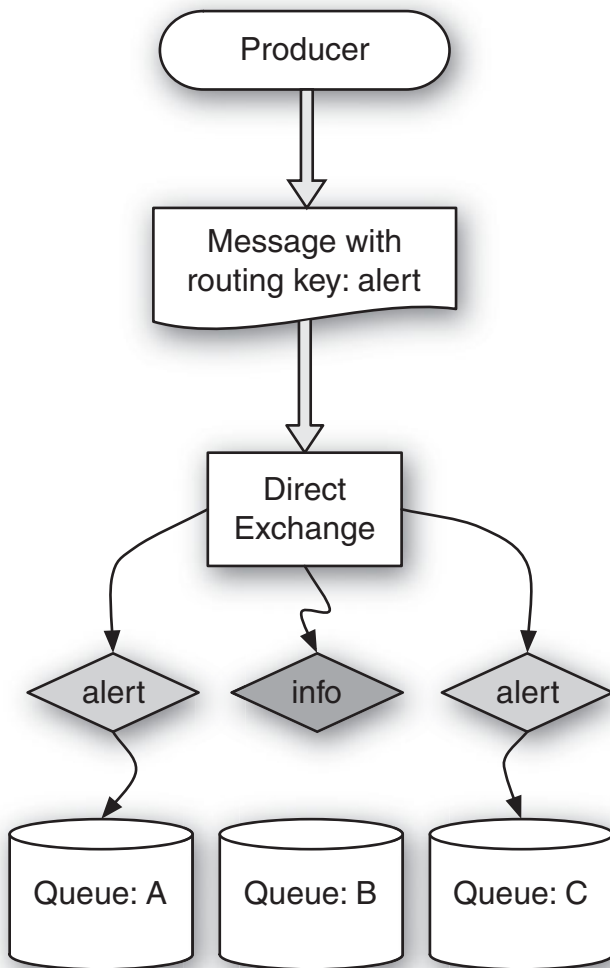 Producer
Message with
routing key: alert
Direct
Exchange
alert
info
alert
Queue: A
Queue: B
Queue: C